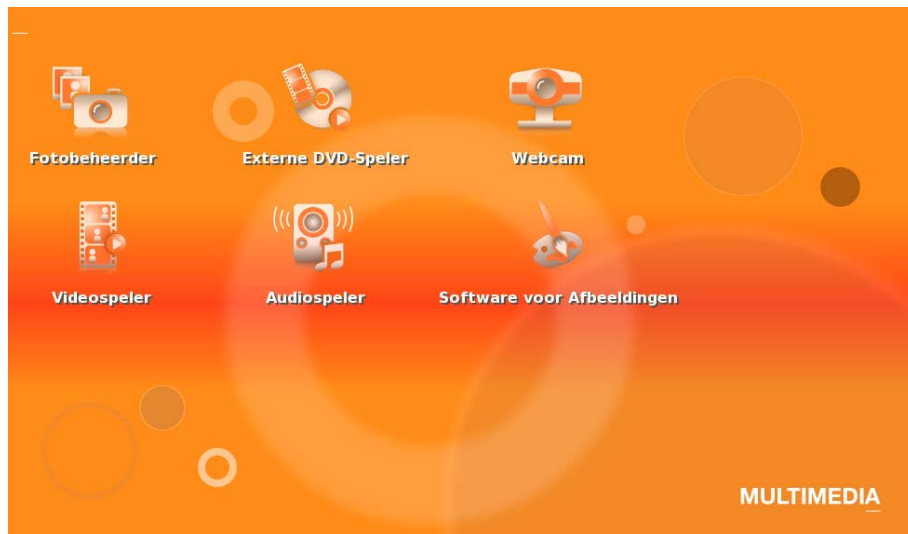 Fotobeheerder
Externe DVD-Speler
Webcam
Videospeler
Audiospeler
Software voor Afbeeldingen
MULTIMEDIA